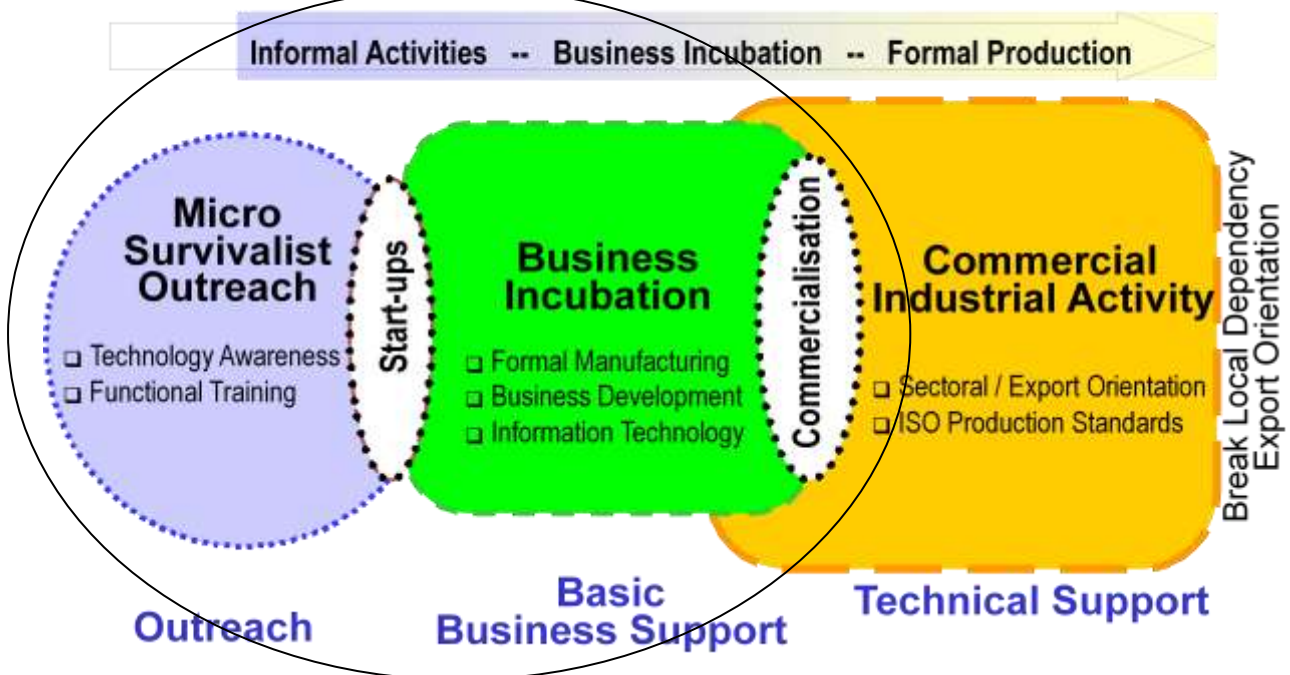 Informal Activities -- Business Incubation -- Formal Production
Micro
Survivalist
Outreach
❑ Technology Awareness
❑ Functional Training
Start-ups
Business
Incubation
❑ Formal Manufacturing
❑ Business Development
❑ Information Technology
Commercialisation
Commercial
Industrial Activity
❑ Sectoral / Export Orientation
❑ ISO Production Standards
Break Local Dependency
Export Orientation
Outreach
Basic
Business Support
Technical Support